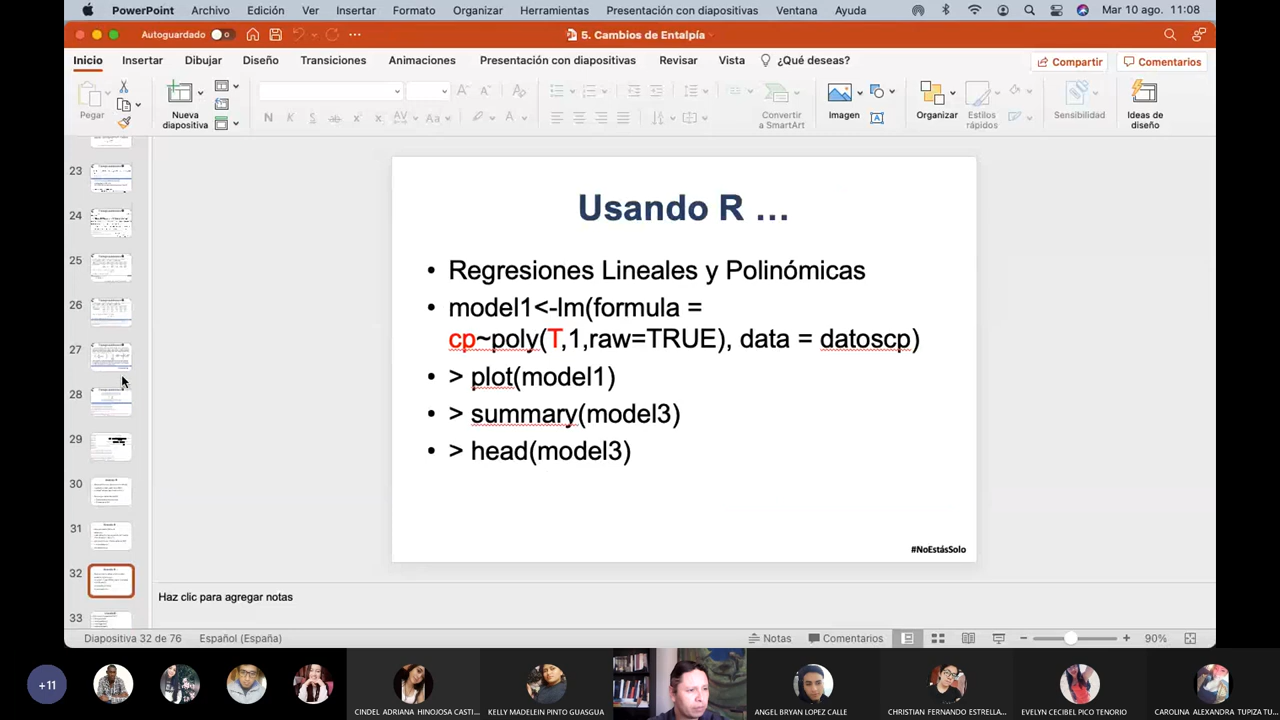 PowerPoint Archivo Edición Ver Insertar Formato Organizar Herramientas Presentación con diapositivas Ventana Ayuda Mar 10 ago. 11:08
Autoguardado 5. Cambios de Entalpía
Inicio Insertar Dibujar Diseño Transiciones Animaciones Presentación con diapositivas Revisar Vista ¿Qué deseas? Compartir Comentarios
Pegar
Nueva
diapositiva
Convertir
a SmartArt
Imagen
Organizar
Estilos
rápidos
Sensibilidad
Ideas de
diseño
23
24
25
26
27
28
29
30
31
32
33
Usando R …
• Regresiones Lineales y Polinómicas
• model1<-lm(formula =
cp~poly(T,1,raw=TRUE), data = datoscp)
• > plot(model1)
• > summary(model3)
• > head(model3)
#NoEstásSolo
Haz clic para agregar notas
Diapositiva 32 de 76 Español (España) Notas Comentarios 90%
+11
CINDEL ADRIANA HINOJOSA CASTI...
KELLY MADELEIN PINTO GUASGUA
ANGEL BRYAN LOPEZ CALLE
CHRISTIAN FERNANDO ESTRELLA...
EVELYN CECIBEL PICO TENORIO
CAROLINA ALEXANDRA TUPIZA TU...